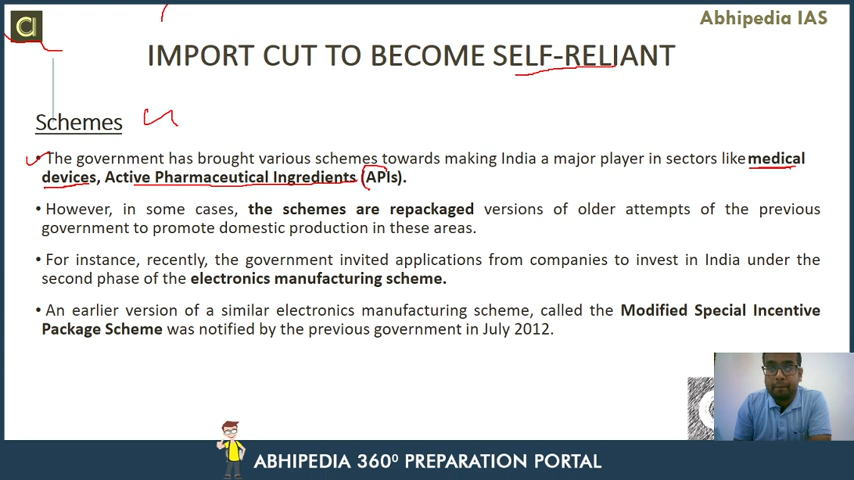 Abhipedia IAS
IMPORT CUT TO BECOME SELF-RELIANT
Schemes
• The government has brought various schemes towards making India a major player in sectors like medical
devices, Active Pharmaceutical Ingredients (APIs).
• However, in some cases, the schemes are repackaged versions of older attempts of the previous
government to promote domestic production in these areas.
• For instance, recently, the government invited applications from companies to invest in India under the
second phase of the electronics manufacturing scheme.
• An earlier version of a similar electronics manufacturing scheme, called the Modified Special Incentive
Package Scheme was notified by the previous government in July 2012.
ABHIPEDIA 360⁰ PREPARATION PORTAL